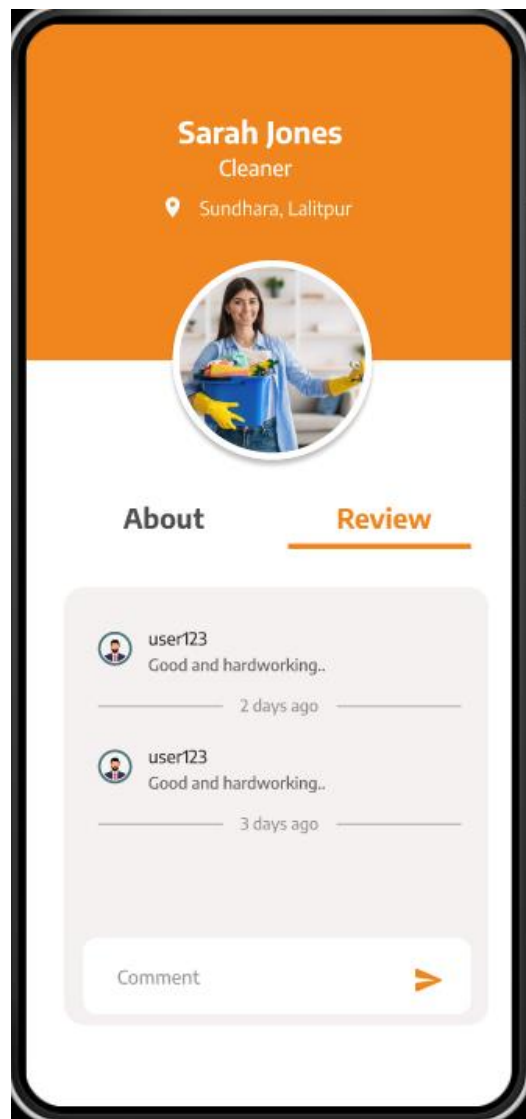 Sarah Jones
Cleaner
Sundhara, Lalitpur
About Review
user123
Good and hardworking..
2 days ago
user123
Good and hardworking..
3 days ago
Comment